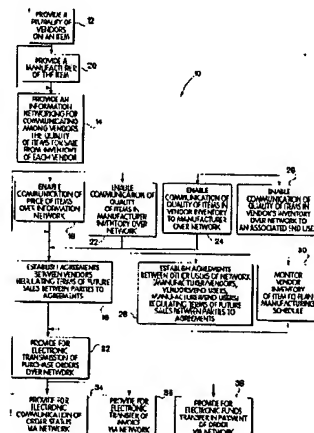 PROVIDE A
PLURALITY OF
VENDORS
ON AN ITEM
12
PROVIDE A
MANUFACTURER
OF THE ITEM
20
PROVIDE AN
INFORMATION
NETWORKING FOR
COMMUNICATING
AMONG VENDORS
THE QUALITY
OF ITEMS FOR SALE
FROM INVENTORY
OF EACH VENDOR
14
10
ENABLE
COMMUNICATION OF
PRICE OF ITEMS
OVER INFORMATION
NETWORK
18
ENABLE
COMMUNICATION OF
QUALITY
OF ITEMS IN
MANUFACTURER
INVENTORY OVER
NETWORK
22
ENABLE
COMMUNICATION OF
QUALITY OF ITEMS IN
VENDOR INVENTORY
TO MANUFACTURER
OVER NETWORK
24
ENABLE
COMMUNICATION OF
QUALITY OF ITEMS IN
VENDOR'S INVENTORY
OVER NETWORK TO
AN ASSOCIATED END USER
26
ESTABLISH AGREEMENTS
BETWEEN VENDORS
REGULATING TERMS OF
FUTURE
SALES BETWEEN PARTIES TO
AGREEMENTS
16
ESTABLISH AGREEMENTS
BETWEEN OTHER USERS OF NETWORK
(MANUFACTURER/VENDORS,
VENDORS/END USERS,
MANUFACTURER/END USERS)
REGULATING TERMS OF FUTURE
SALES BETWEEN PARTIES TO
AGREEMENTS
28
MONITOR
VENDOR
INVENTORY
OF ITEM TO PLAN
MANUFACTURING
SCHEDULE
30
PROVIDE FOR
ELECTRONIC
TRANSMISSION OF
PURCHASE ORDERS
OVER NETWORK
32
PROVIDE FOR
ELECTRONIC
COMMUNICATION OF
ORDER STATUS
VIA NETWORK
34
PROVIDE FOR
ELECTRONIC
TRANSFER OF
INVOICE
VIA NETWORK
36
PROVIDE FOR
ELECTRONIC FUNDS
TRANSFER IN PAYMENT
OF ORDER
VIA NETWORK
38